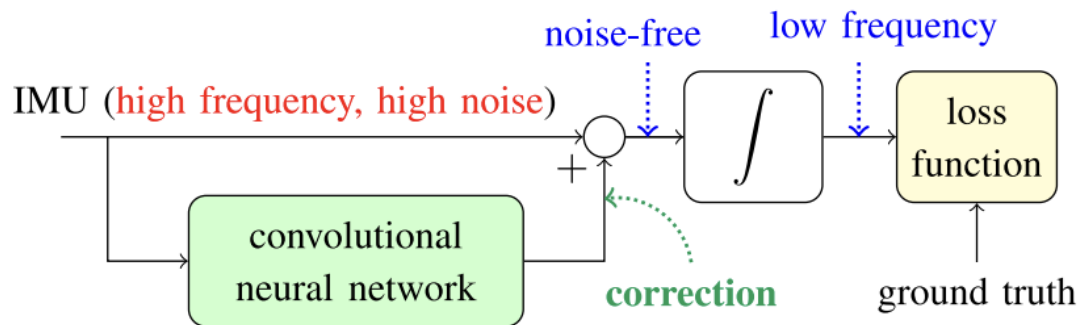 noise-free
low frequency
IMU (high frequency, high noise)
∫
loss
function
+
convolutional
neural network
correction
ground truth